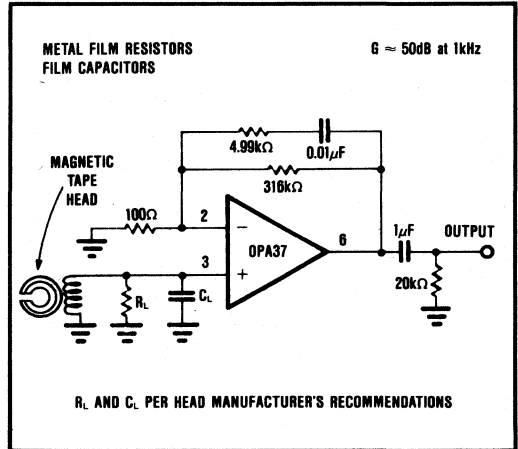 METAL FILM RESISTORS
FILM CAPACITORS
G ≈ 50dB at 1kHz
4.99kΩ
0.01μF
316kΩ
MAGNETIC
TAPE
HEAD
100Ω
2
−
3
+
OPA37
6
1μF
OUTPUT
20kΩ
RL
CL
RL AND CL PER HEAD MANUFACTURER'S RECOMMENDATIONS